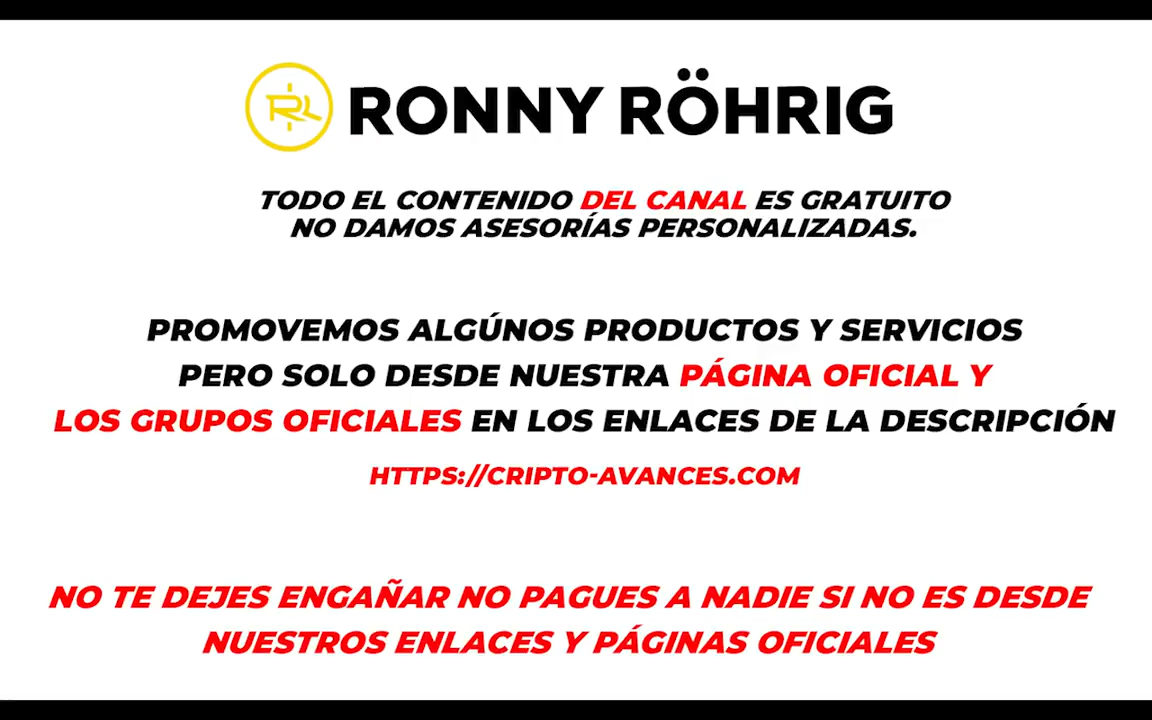 RONNY RÖHRIG
TODO EL CONTENIDO DEL CANAL ES GRATUITO
NO DAMOS ASESORÍAS PERSONALIZADAS.
PROMOVEMOS ALGÚNOS PRODUCTOS Y SERVICIOS
PERO SOLO DESDE NUESTRA PÁGINA OFICIAL Y
LOS GRUPOS OFICIALES EN LOS ENLACES DE LA DESCRIPCIÓN
HTTPS://CRIPTO-AVANCES.COM
NO TE DEJES ENGAÑAR NO PAGUES A NADIE SI NO ES DESDE
NUESTROS ENLACES Y PÁGINAS OFICIALES